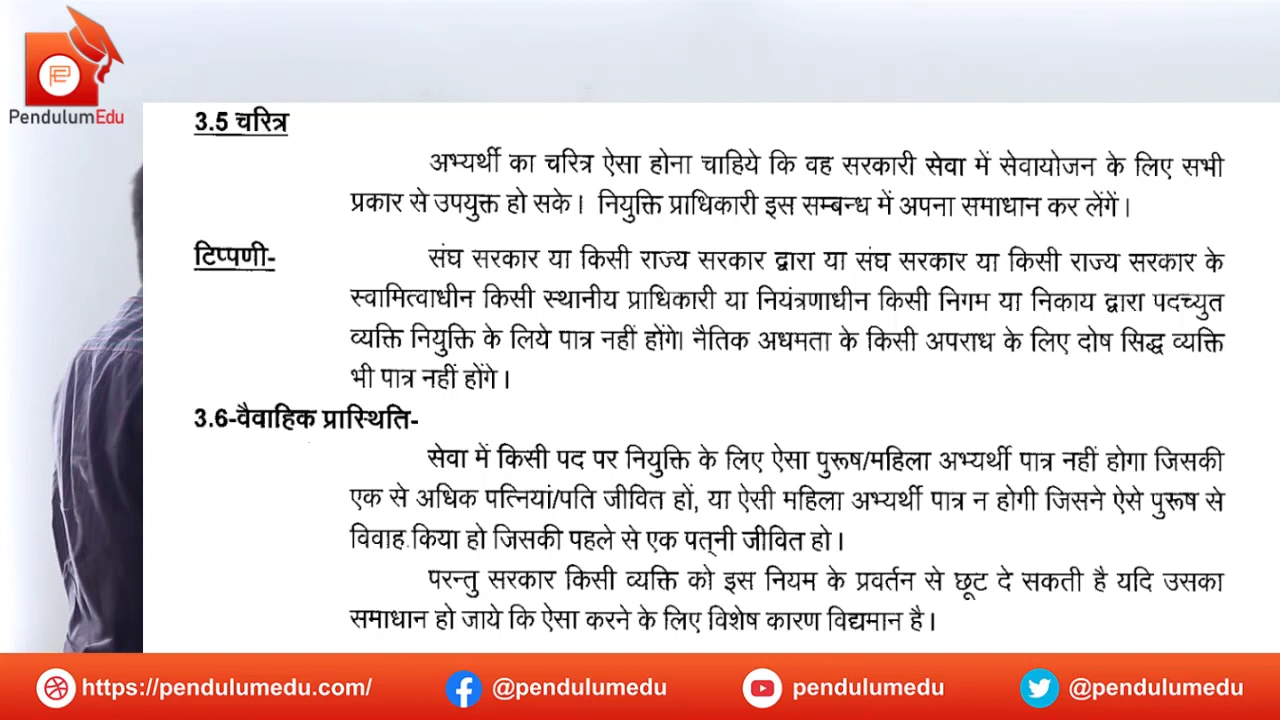 PendulumEdu
3.5 चरित्र
अभ्यर्थी का चरित्र ऐसा होना चाहिये कि वह सरकारी सेवा में सेवायोजन के लिए सभी
प्रकार से उपयुक्त हो सके। नियुक्ति प्राधिकारी इस सम्बन्ध में अपना समाधान कर लेंगें।
टिप्पणी- संघ सरकार या किसी राज्य सरकार द्वारा या संघ सरकार या किसी राज्य सरकार के
स्वामित्वाधीन किसी स्थानीय प्राधिकारी या नियंत्रणाधीन किसी निगम या निकाय द्वारा पदच्युत
व्यक्ति नियुक्ति के लिये पात्र नहीं होंगे। नैतिक अधमता के किसी अपराध के लिए दोष सिद्ध व्यक्ति
भी पात्र नहीं होंगे।
3.6-वैवाहिक प्रास्थिति-
सेवा में किसी पद पर नियुक्ति के लिए ऐसा पुरूष/महिला अभ्यर्थी पात्र नहीं होगा जिसकी
एक से अधिक पत्नियां/पति जीवित हों, या ऐसी महिला अभ्यर्थी पात्र न होगी जिसने ऐसे पुरूष से
विवाह किया हो जिसकी पहले से एक पत्‌नी जीवित हो।
परन्तु सरकार किसी व्यक्ति को इस नियम के प्रवर्तन से छूट दे सकती है यदि उसका
समाधान हो जाये कि ऐसा करने के लिए विशेष कारण विद्यमान है।
https://pendulumedu.com/ @pendulumedu pendulumedu @pendulumedu